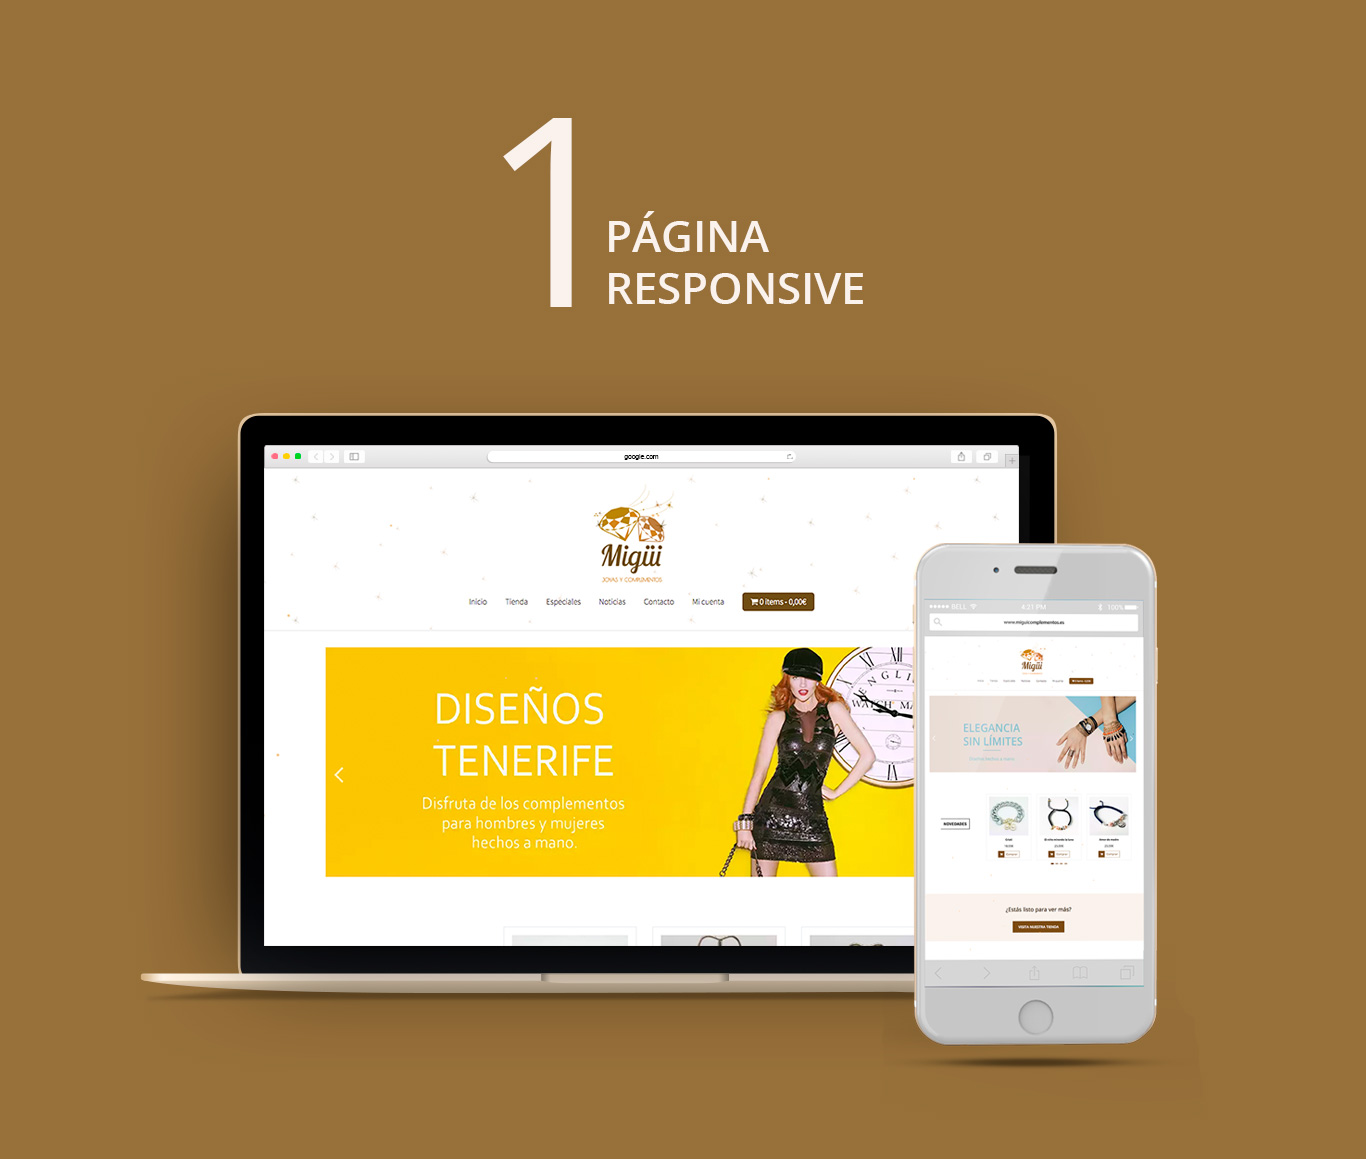 1
PÁGINA
RESPONSIVE
google.com
Migüi
JOYAS Y COMPLEMENTOS
Inicio Tienda Especiales Noticias Contacto Mi cuenta 0 items - 0,00€
DISEÑOS
TENERIFE
Disfruta de los complementos
para hombres y mujeres
hechos a mano.
ENGLI
WATCH MA
BELL 4:21 PM 100%
www.miguicomplementos.es
Migüi
ELEGANCIA
SIN LÍMITES
NOVEDADES
¿Estás listo para ver más?
VISITA NUESTRA TIENDA